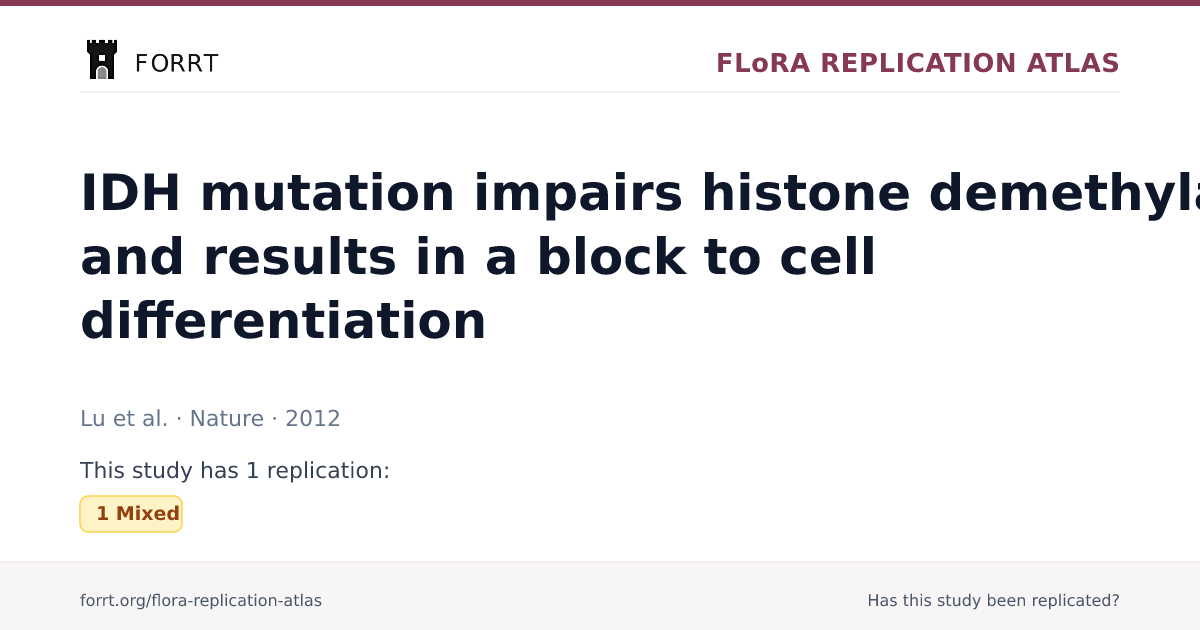 FORRT
FLoRA REPLICATION ATLAS
IDH mutation impairs histone
and results in a block to cell
differentiation
Lu et al. · Nature · 2012
This study has 1 replication:
1 Mixed
forrt.org/flora-replication-atlas
Has this study been replicated?